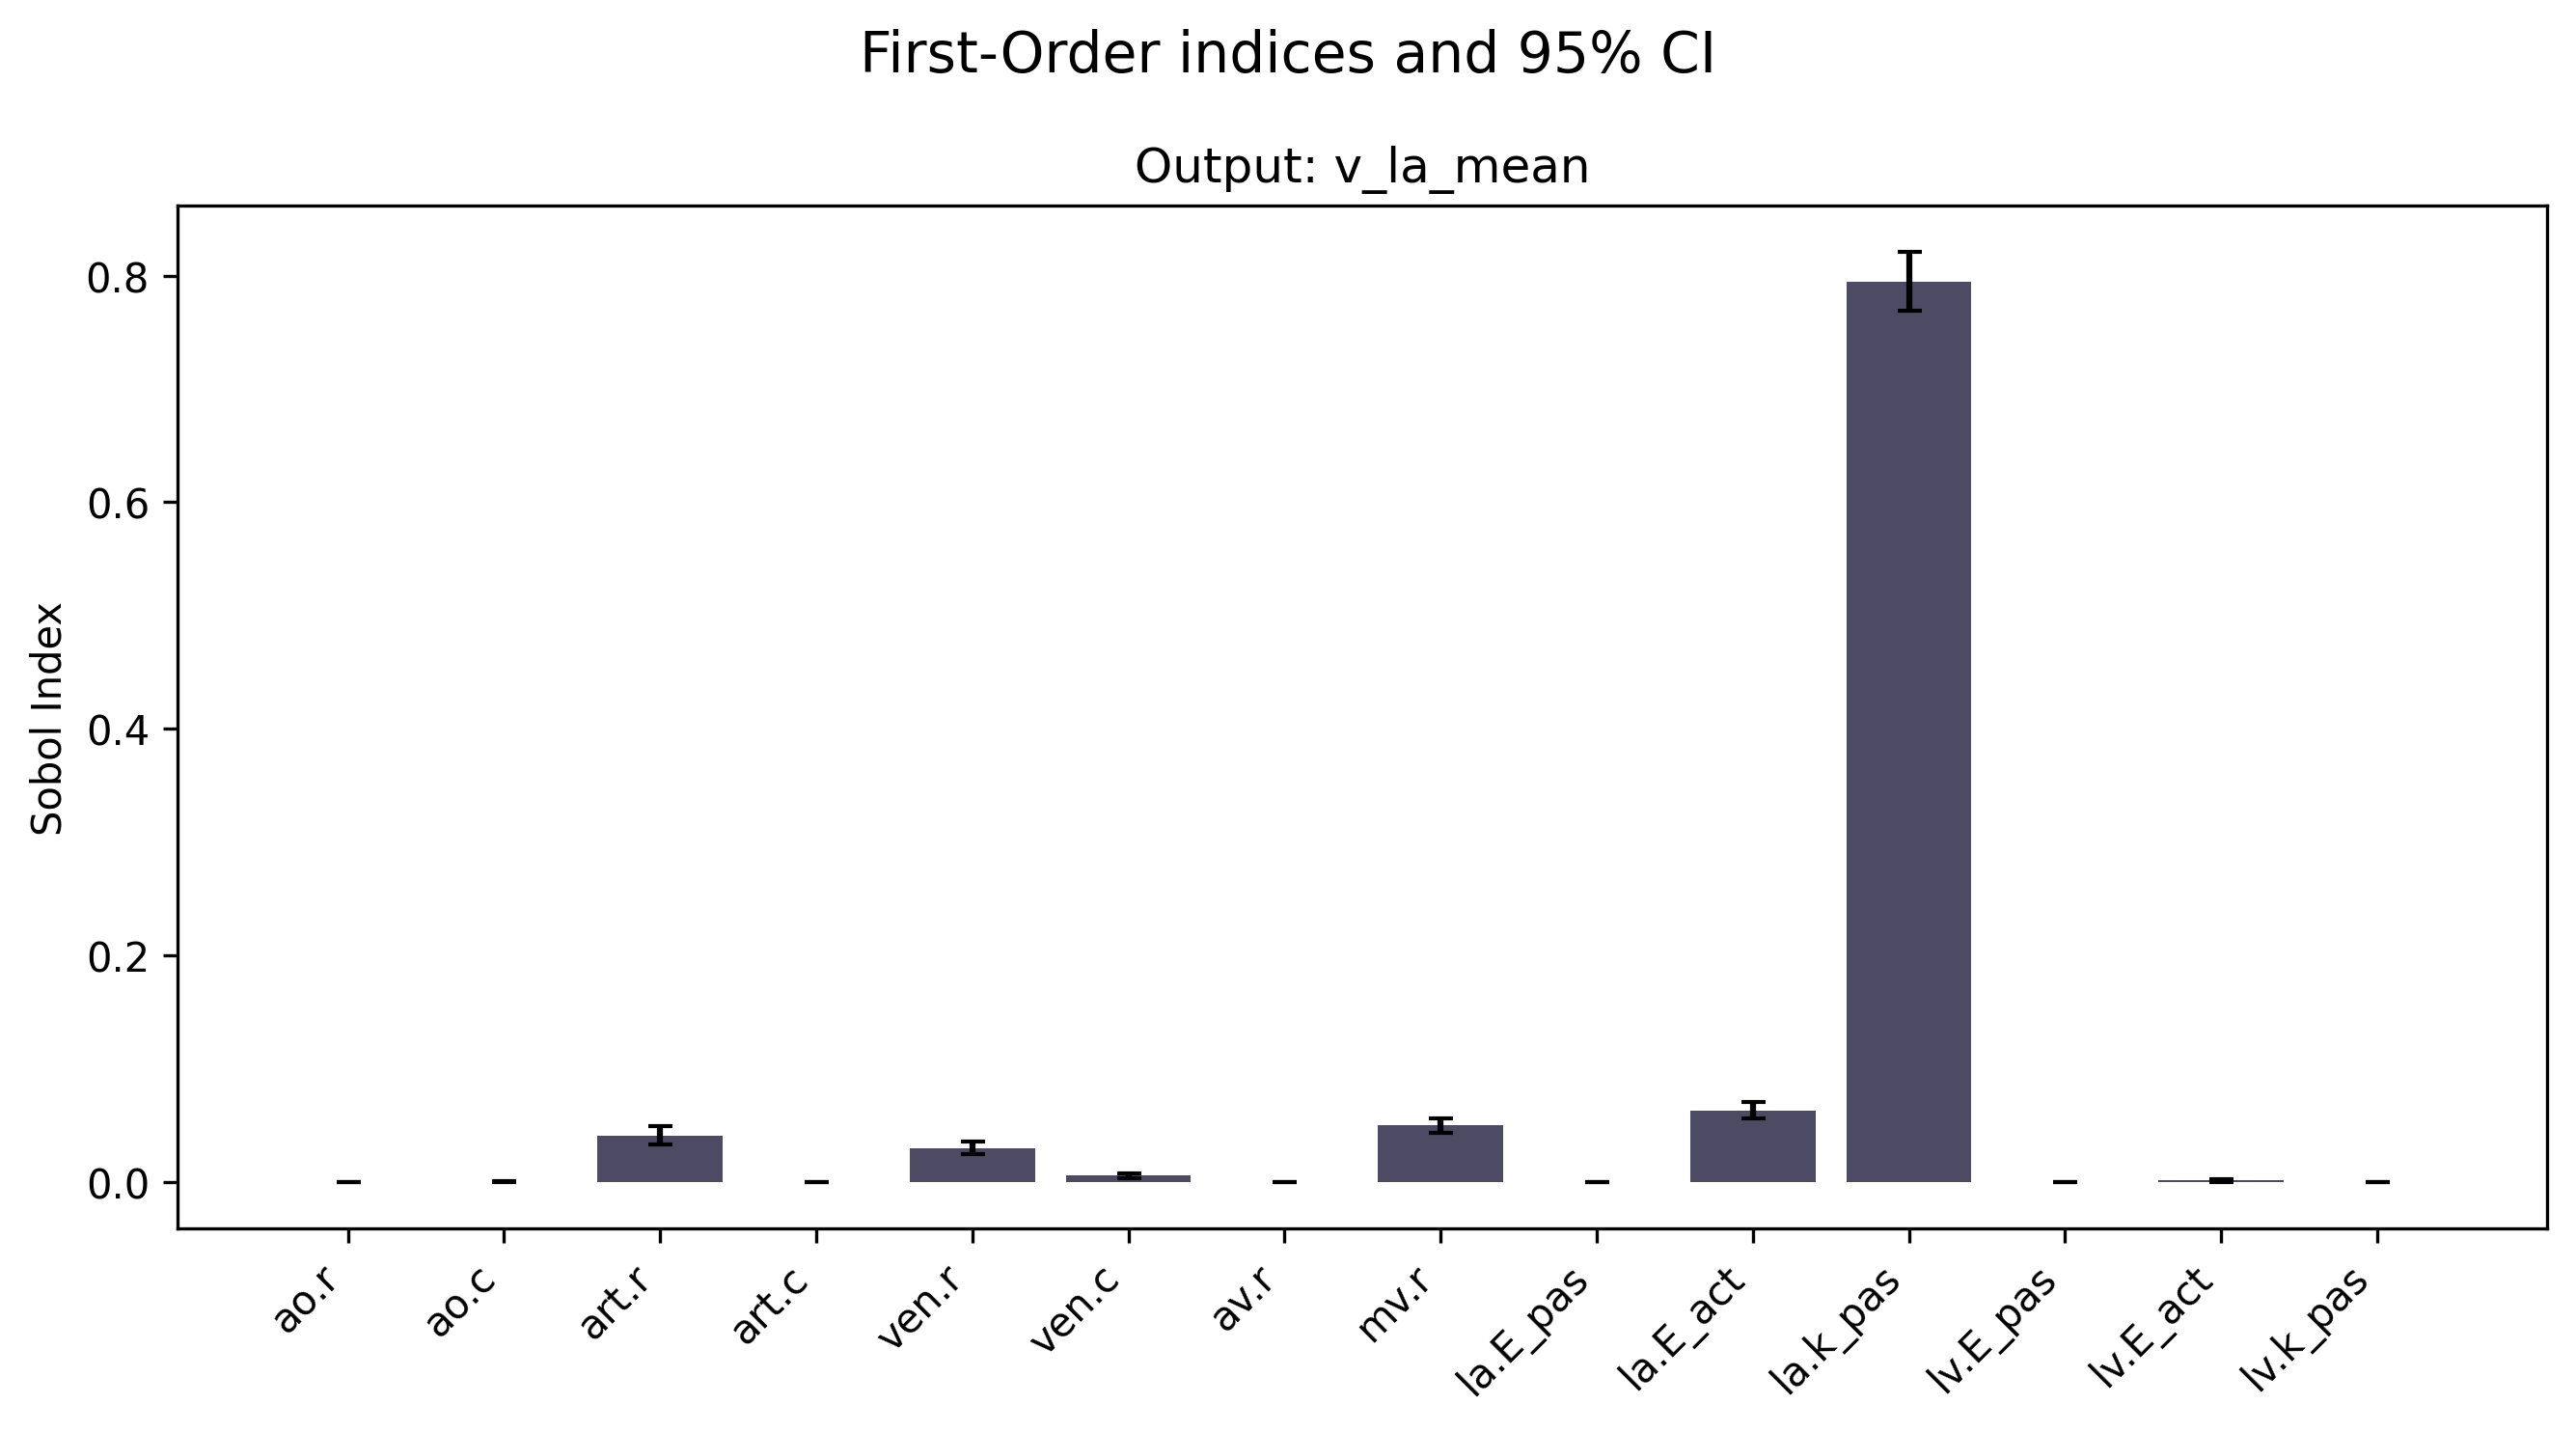 First-Order indices and 95% CI
Output: v_la_mean
Sobol Index
0.8
0.6
0.4
0.2
0.0
ao.r
ao.c
art.r
art.c
ven.r
ven.c
av.r
mv.r
la.E_pas
la.E_act
la.k_pas
lv.E_pas
lv.E_act
lv.k_pas